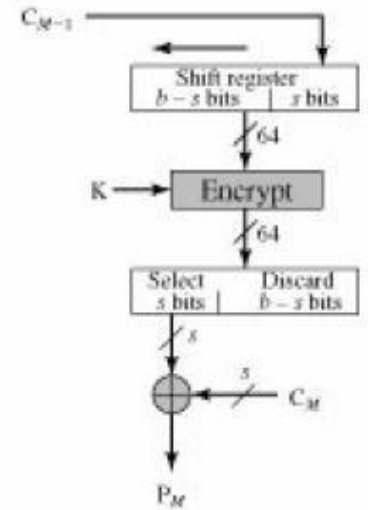 C_{M-1}
Shift register
b - s bits | s bits
64
K
Encrypt
64
Select Discard
s bits | b - s bits
s
s
C_M
P_M